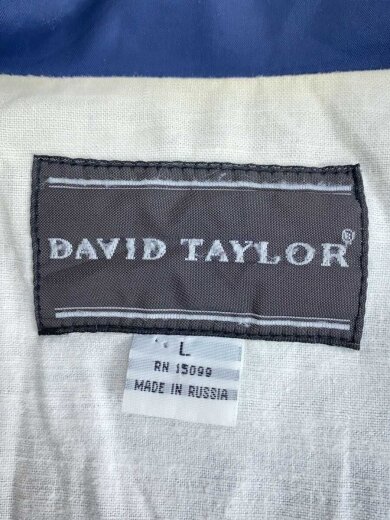 DAVID TAYLOR®
L
RN 15099
MADE IN RUSSIA